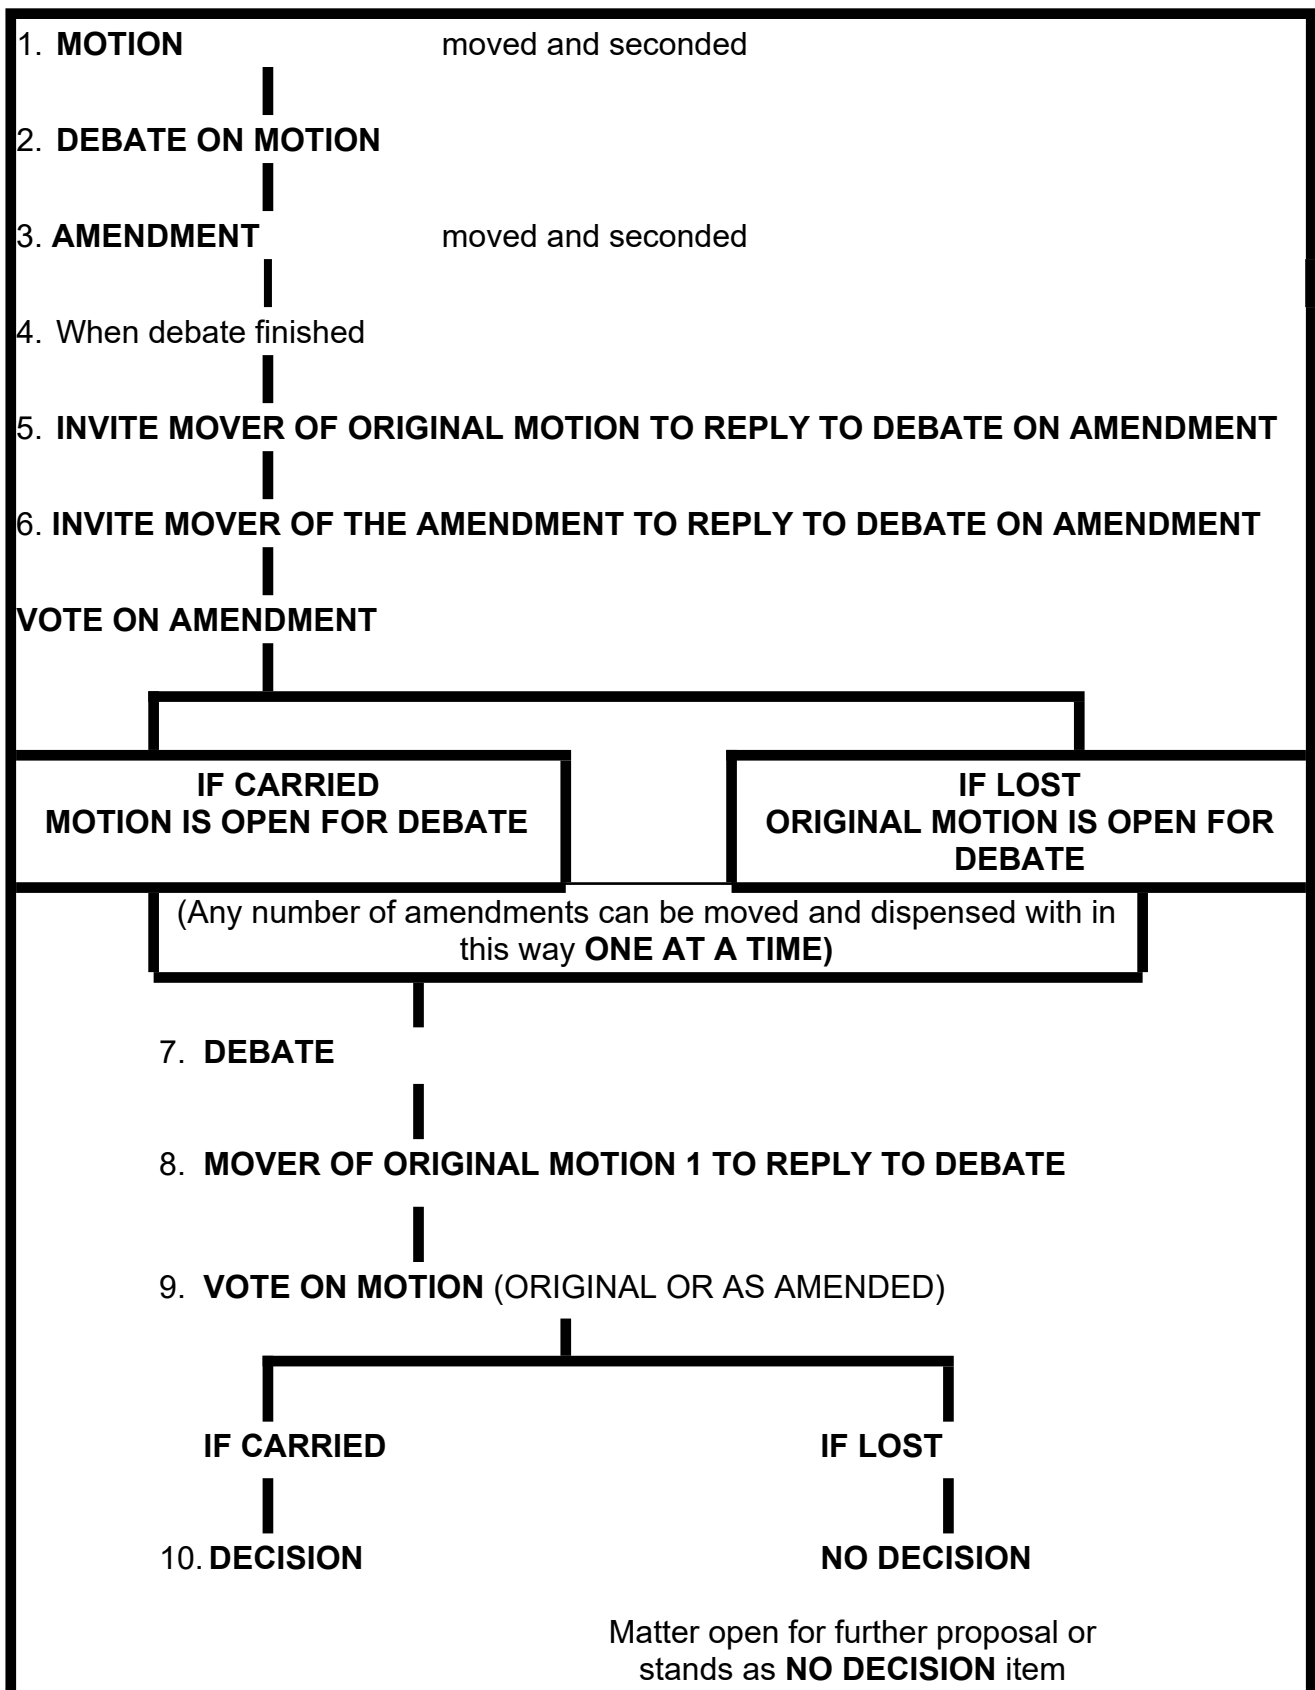 1. MOTION moved and seconded
2. DEBATE ON MOTION
3. AMENDMENT moved and seconded
4. When debate finished
5. INVITE MOVER OF ORIGINAL MOTION TO REPLY TO DEBATE ON AMENDMENT
6. INVITE MOVER OF THE AMENDMENT TO REPLY TO DEBATE ON AMENDMENT
VOTE ON AMENDMENT
IF CARRIED
MOTION IS OPEN FOR DEBATE
IF LOST
ORIGINAL MOTION IS OPEN FOR
DEBATE
(Any number of amendments can be moved and dispensed with in
this way ONE AT A TIME)
7. DEBATE
8. MOVER OF ORIGINAL MOTION 1 TO REPLY TO DEBATE
9. VOTE ON MOTION (ORIGINAL OR AS AMENDED)
IF CARRIED
IF LOST
10. DECISION
NO DECISION
Matter open for further proposal or
stands as NO DECISION item